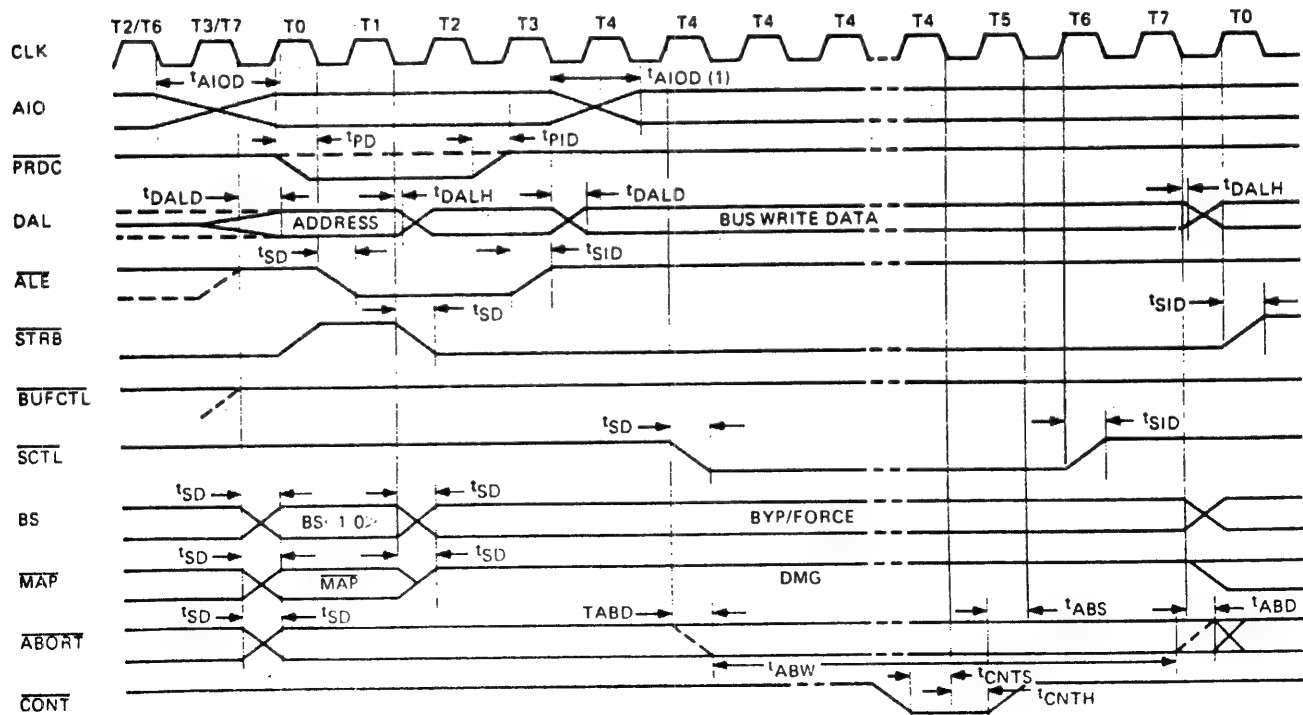 T2/T6 T3/T7 T0 T1 T2 T3 T4 T4 T4 T4 T4 T5 T6 T7 T0
CLK
tAIOD tAIOD (1)
AIO
tPD tPID
PRDC
tDALD tDALH tDALD tDALH
DAL ADDRESS BUS WRITE DATA
tSD tSID
ALE
tSD tSID
STRB
BUFCTL
tSD tSID
SCTL
tSD tSD
BS BS<1 0> BYP/FORCE
tSD tSD
MAP MAP DMG
tSD tSD TABD tABS tABD
ABORT
tABW
tCNTS
CONT tCNTH